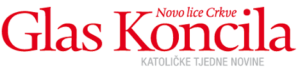 Novo lice Crkve
Glas Koncila
KATOLIČKE TJEDNE NOVINE